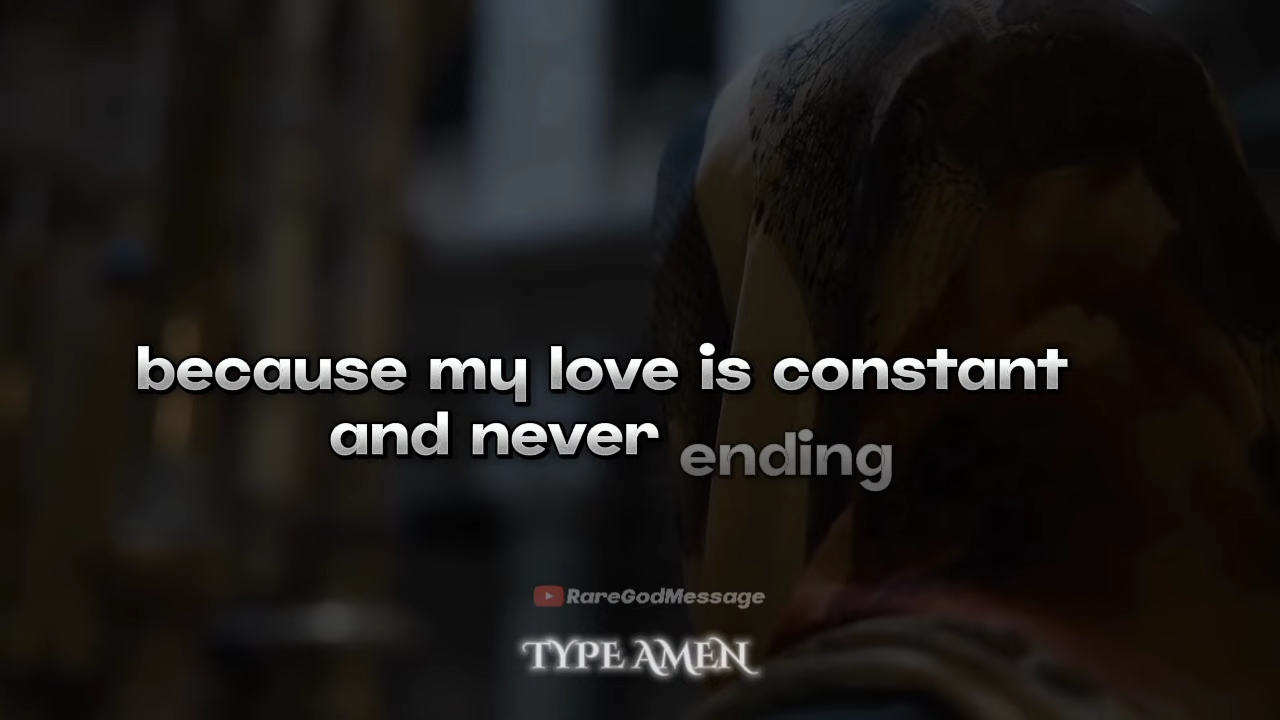 because my love is constant
and never ending
RareGodMessage
TYPE AMEN